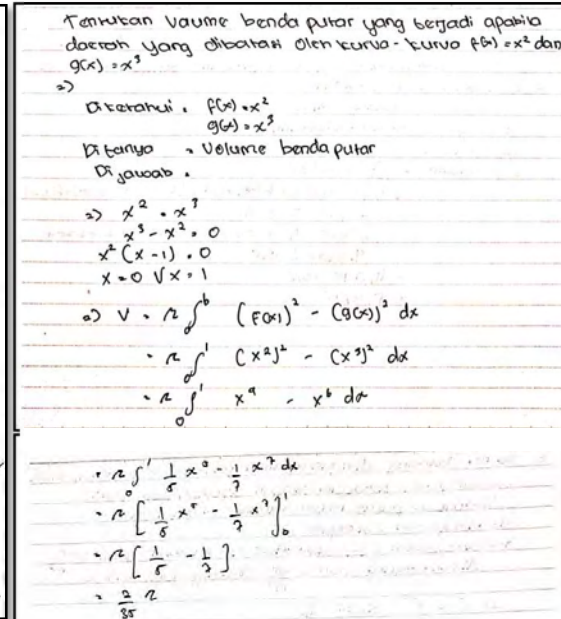 Tentukan Vaume benda putar yang terjadi apabila
daerah yang dibatasi Oleh kurva-kurva f(x) = x² dan
g(x) = x³
=)
Diketahui . f(x) = x²
g(x) = x³
Ditanya = Volume benda putar
Dijawab .
=) x² = x³
x³ - x² = 0
x² (x - 1) = 0
x = 0 V x = 1
=) V = π ∫₀ᵇ (F(x))² - (g(x))² dx
= π ∫₀¹ (x²)² - (x³)² dx
= π ∫₀¹ x⁴ - x⁶ dx
= π ∫₀¹ 1/5 x⁵ - 1/7 x⁷ dx
= π [1/5 x⁵ - 1/7 x⁷]₀¹
= π [1/5 - 1/7]
= 2/35 π